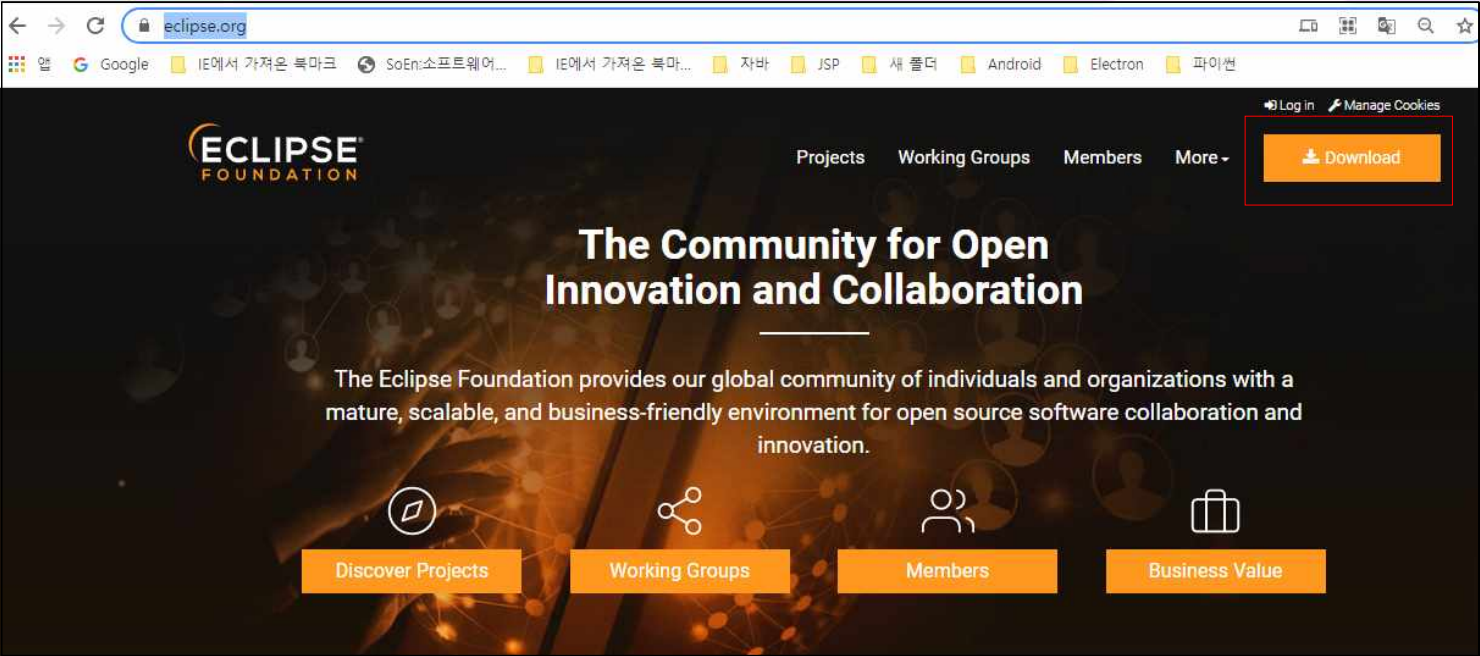 eclipse.org
앱 Google IE에서 가져온 북마크 SoEn:소프트웨어... IE에서 가져온 북마... 자바 JSP 새 폴더 Android Electron 파이썬
Log in Manage Cookies
ECLIPSE
FOUNDATION
Projects Working Groups Members More Download
The Community for Open
Innovation and Collaboration
The Eclipse Foundation provides our global community of individuals and organizations with a
mature, scalable, and business-friendly environment for open source software collaboration and
innovation.
Discover Projects Working Groups Members Business Value